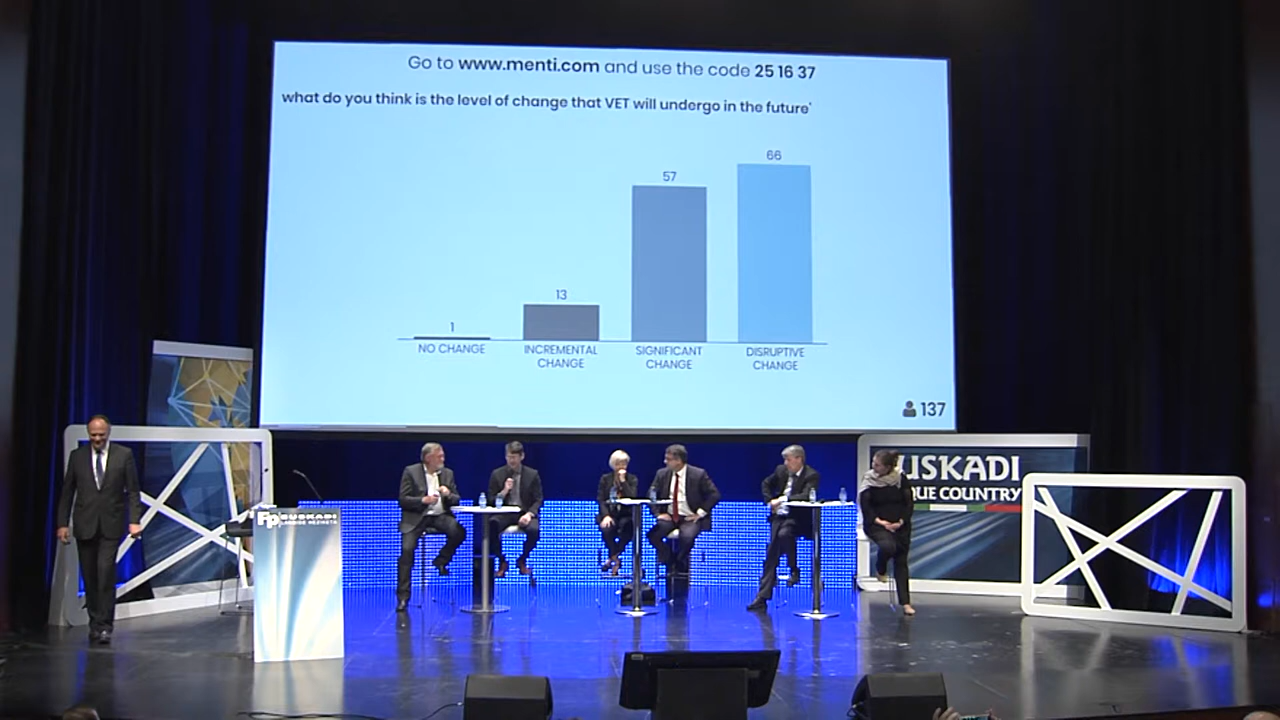 Go to www.menti.com and use the code 25 16 37
what do you think is the level of change that VET will undergo in the future'
66
57
13
1
NO CHANGE
INCREMENTAL
CHANGE
SIGNIFICANT
CHANGE
DISRUPTIVE
CHANGE
137
USKADI
QUE COUNTRY
Fp EUSKADI